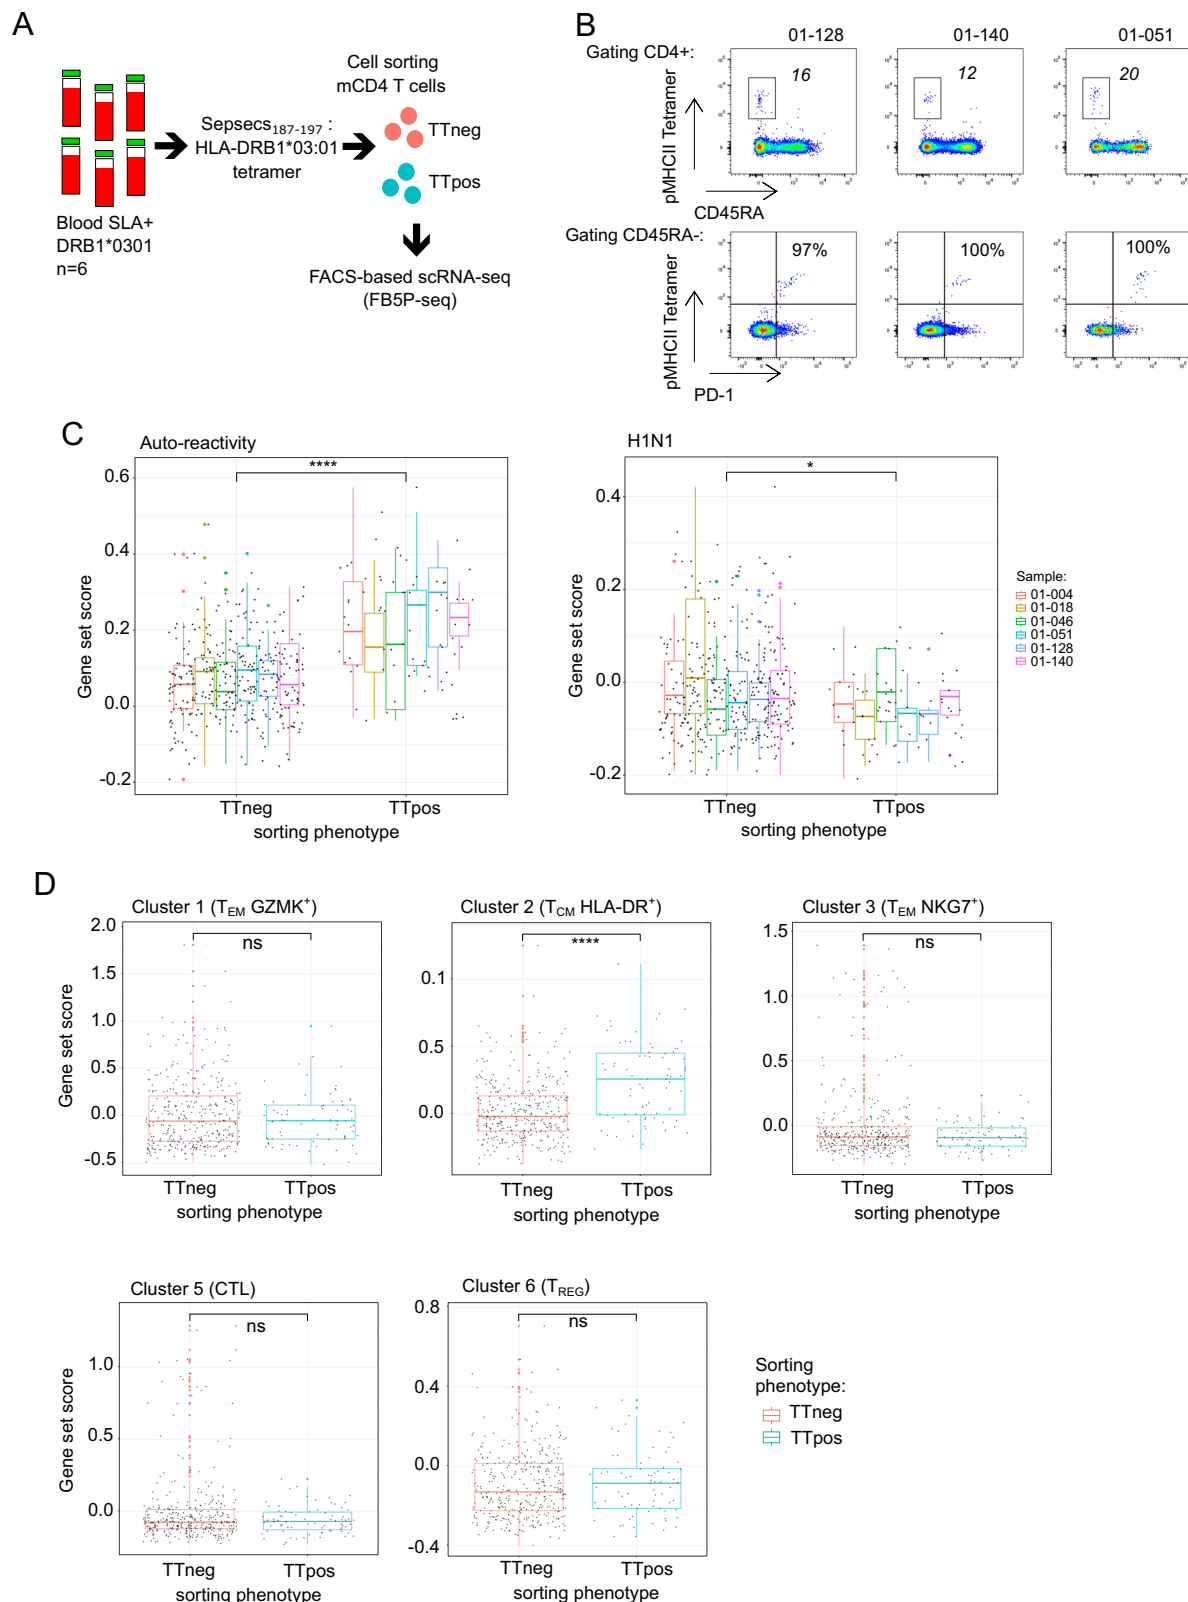 A
Cell sorting
mCD4 T cells
Sepsecs187-197 :
HLA-DRB1*03:01
tetramer
TTneg
TTpos
Blood SLA+
DRB1*0301
n=6
FACS-based scRNA-seq
(FB5P-seq)
B
01-128 01-140 01-051
Gating CD4+:
16 12 20
pMHCII Tetramer
CD45RA
Gating CD45RA-:
97% 100% 100%
pMHCII Tetramer
PD-1
C
Auto-reactivity
****
0.6
0.4
0.2
0.0
-0.2
Gene set score
TTneg TTpos
sorting phenotype
H1N1
*
0.4
0.2
0.0
-0.2
Gene set score
TTneg TTpos
sorting phenotype
Sample:
01-004
01-018
01-046
01-051
01-128
01-140
D
Cluster 1 (TEM GZMK+)
ns
2.0
1.5
1.0
0.5
0.0
-0.5
Gene set score
TTneg TTpos
sorting phenotype
Cluster 2 (TCM HLA-DR+)
****
0.1
0.5
0.0
TTneg TTpos
sorting phenotype
Cluster 3 (TEM NKG7+)
ns
1.5
1.0
0.5
0.0
TTneg TTpos
sorting phenotype
Cluster 5 (CTL)
ns
1.0
0.5
0.0
Gene set score
TTneg TTpos
sorting phenotype
Cluster 6 (TREG)
ns
0.8
0.4
0.0
-0.4
TTneg TTpos
sorting phenotype
Sorting
phenotype:
TTneg
TTpos